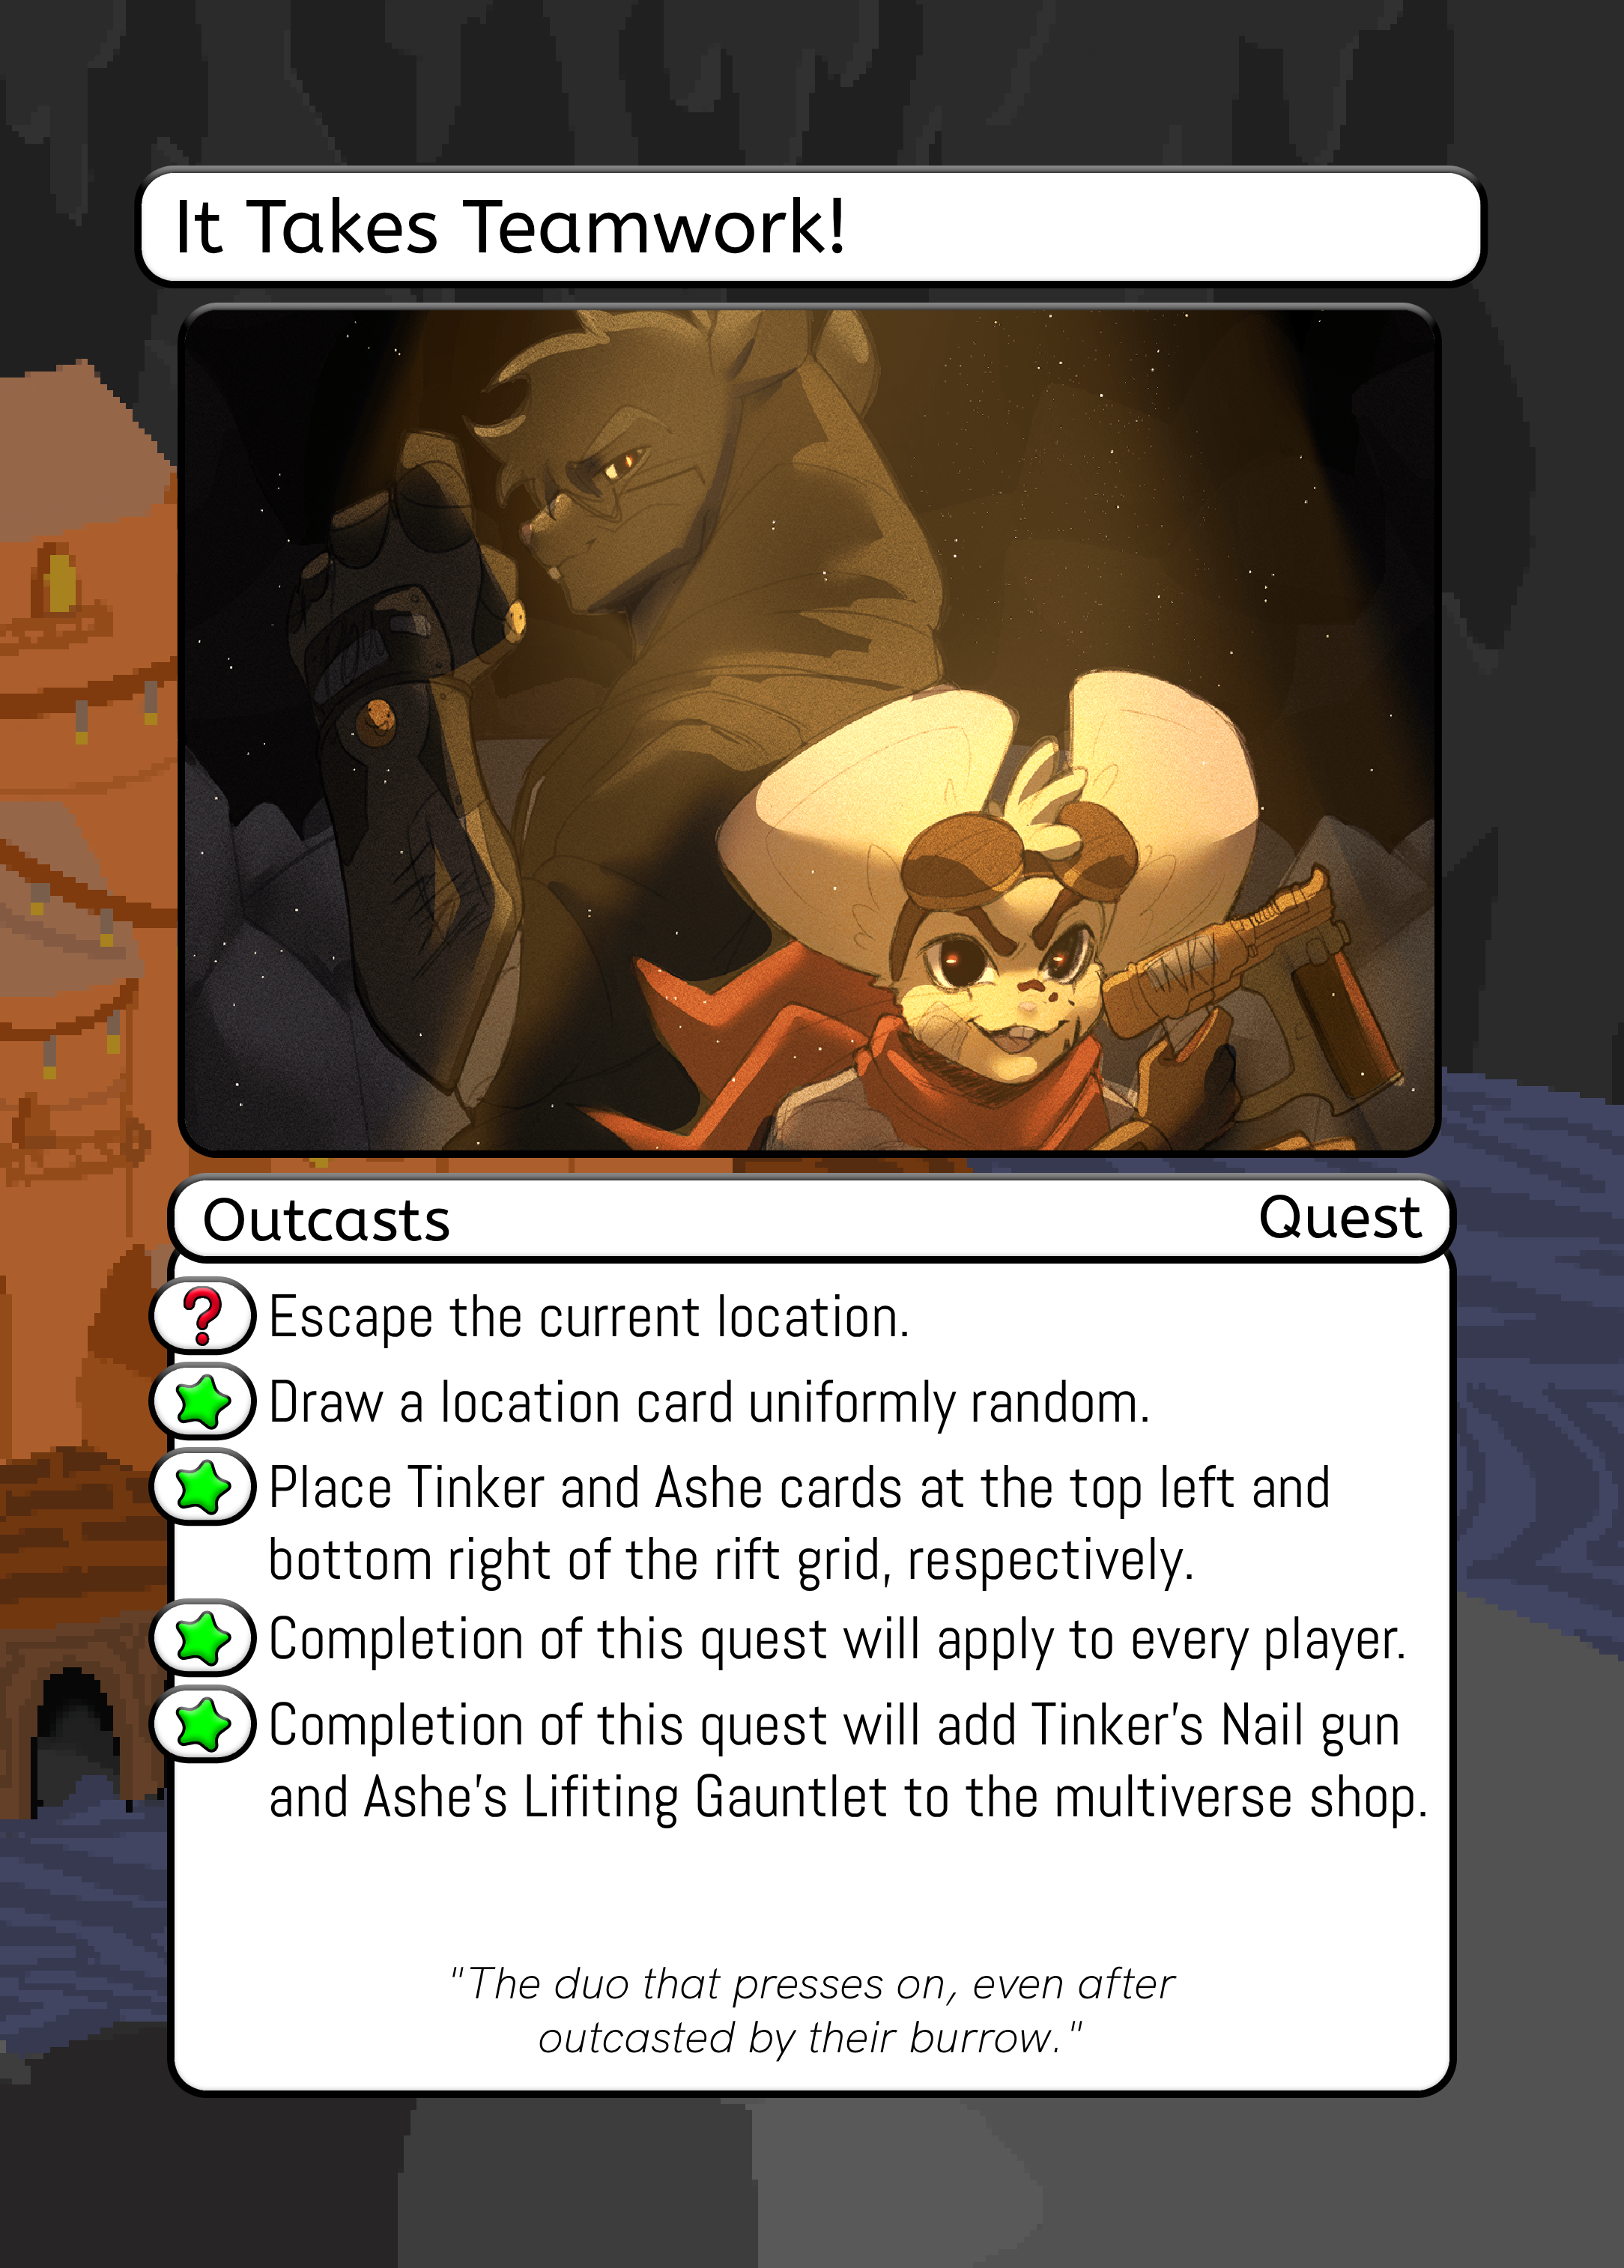 It Takes Teamwork!
Outcasts
Quest
Escape the current location.
Draw a location card uniformly random.
Place Tinker and Ashe cards at the top left and
bottom right of the rift grid, respectively.
Completion of this quest will apply to every player.
Completion of this quest will add Tinker's Nail gun
and Ashe's Lifiting Gauntlet to the multiverse shop.
"The duo that presses on, even after
outcasted by their burrow."